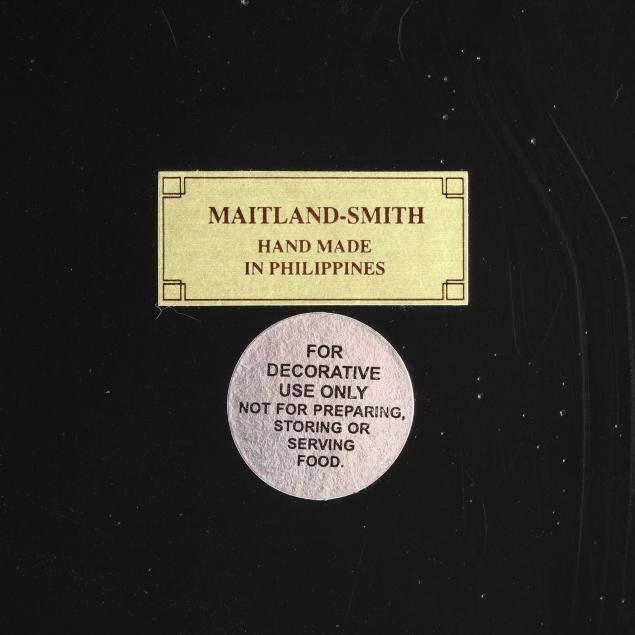 MAITLAND-SMITH
HAND MADE
IN PHILIPPINES
FOR
DECORATIVE
USE ONLY
NOT FOR PREPARING,
STORING OR
SERVING
FOOD.